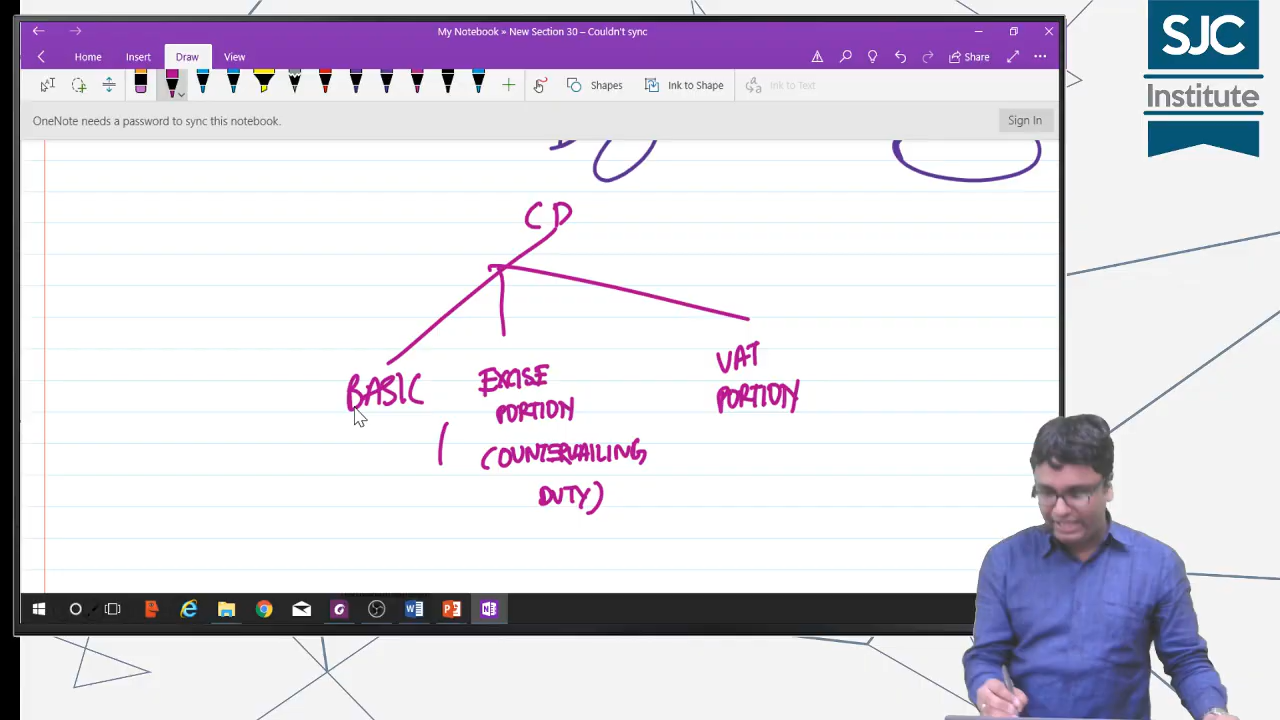 My Notebook » New Section 30 – Couldn't sync
Home Insert Draw View
Share
Shapes
Ink to Shape
Ink to Text
OneNote needs a password to sync this notebook.
Sign In
SJC
Institute
CD
BASIC
EXCISE
PORTION
(COUNTERVAILING
DUTY)
VAT
PORTION